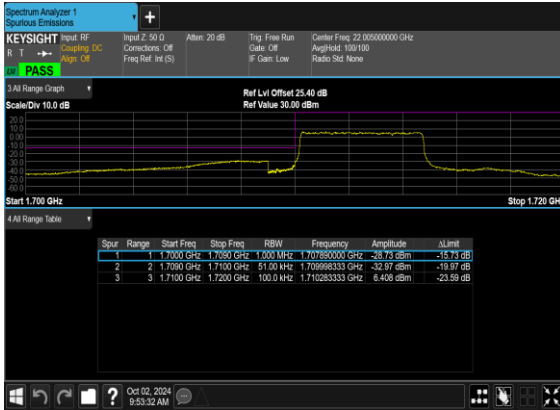 Spectrum Analyzer 1
Spurious Emissions
+
KEYSIGHT Input: RF Input Z: 50 Ω Atten: 20 dB Trig: Free Run Center Freq: 22.005000000 GHz
R T Coupling: DC Corrections: Off Gate: Off Avg|Hold: 100/100
Align: Off Freq Ref: Int (S) IF Gain: Low Radio Std: None
PASS
3 All Range Graph
Ref Lvl Offset 25.40 dB
Scale/Div 10.0 dB Ref Value 30.00 dBm
20.0
10.0
0.00
-10.0
-20.0
-30.0
-40.0
-50.0
-60.0
Start 1.700 GHz Stop 1.720 GH
4 All Range Table
Spur Range Start Freq Stop Freq RBW Frequency Amplitude ΔLimit
1 1 1.7000 GHz 1.7090 GHz 1.000 MHz 1.707890000 GHz -28.73 dBm -15.73 dB
2 2 1.7090 GHz 1.7100 GHz 51.00 kHz 1.709998333 GHz -32.97 dBm -19.97 dB
3 3 1.7100 GHz 1.7200 GHz 100.0 kHz 1.710283333 GHz 6.408 dBm -23.59 dB
? Oct 02, 2024
9:53:32 AM